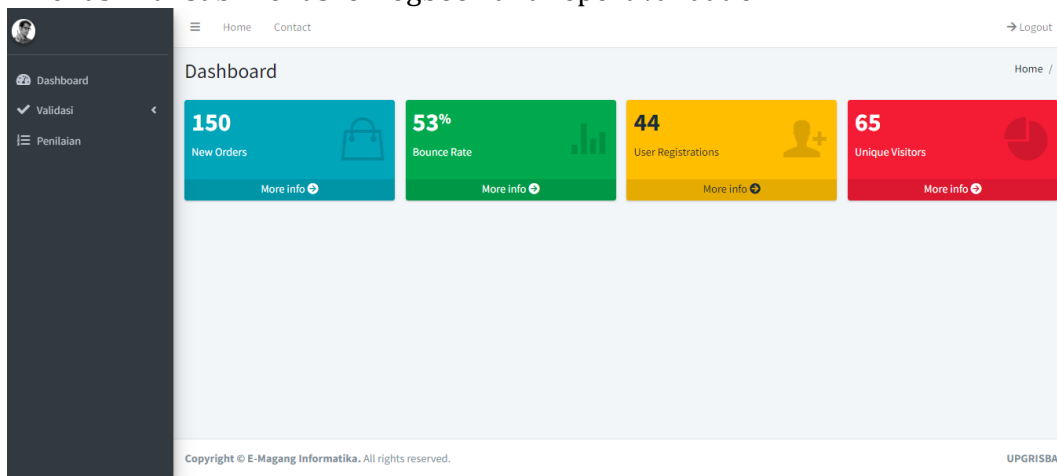 Home Contact
Logout
Dashboard
Home /
Dashboard
Validasi
Penilaian
150
New Orders
More info
53%
Bounce Rate
More info
44
User Registrations
More info
65
Unique Visitors
More info
Copyright © E-Magang Informatika. All rights reserved.
UPGRISBA